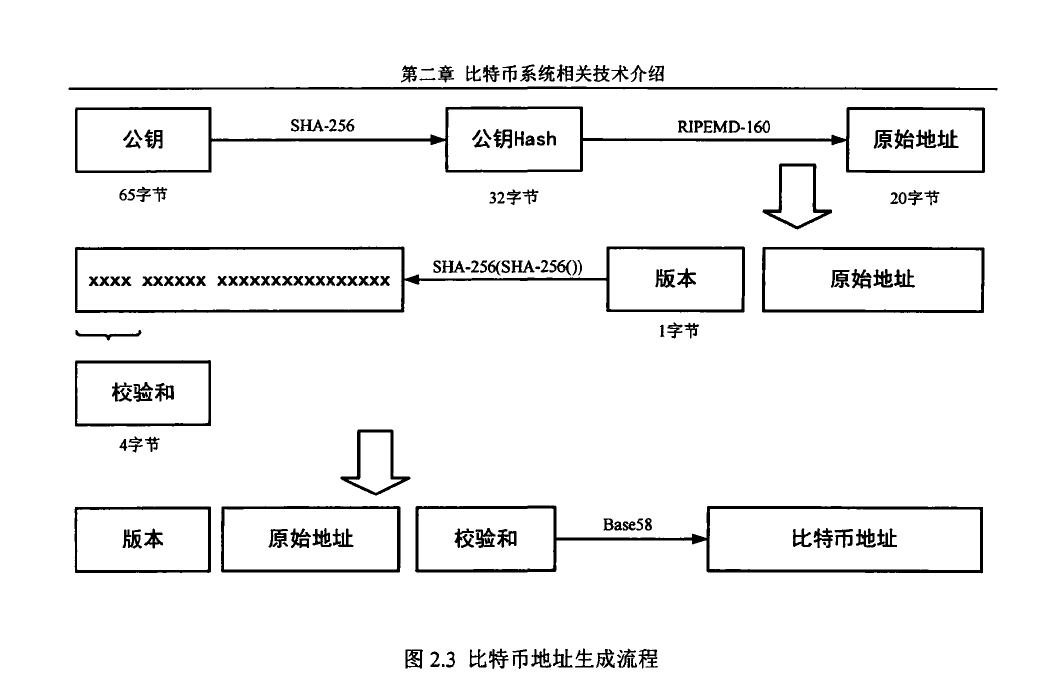 第二章 比特币系统相关技术介绍
公钥 SHA-256 公钥Hash RIPEMD-160 原始地址
65字节 32字节 20字节
xxxx xxxxxx xxxxxxxxxxxxxxxx SHA-256(SHA-256()) 版本 原始地址
1字节
校验和
4字节
版本 原始地址 校验和 Base58 比特币地址
图 2.3 比特币地址生成流程